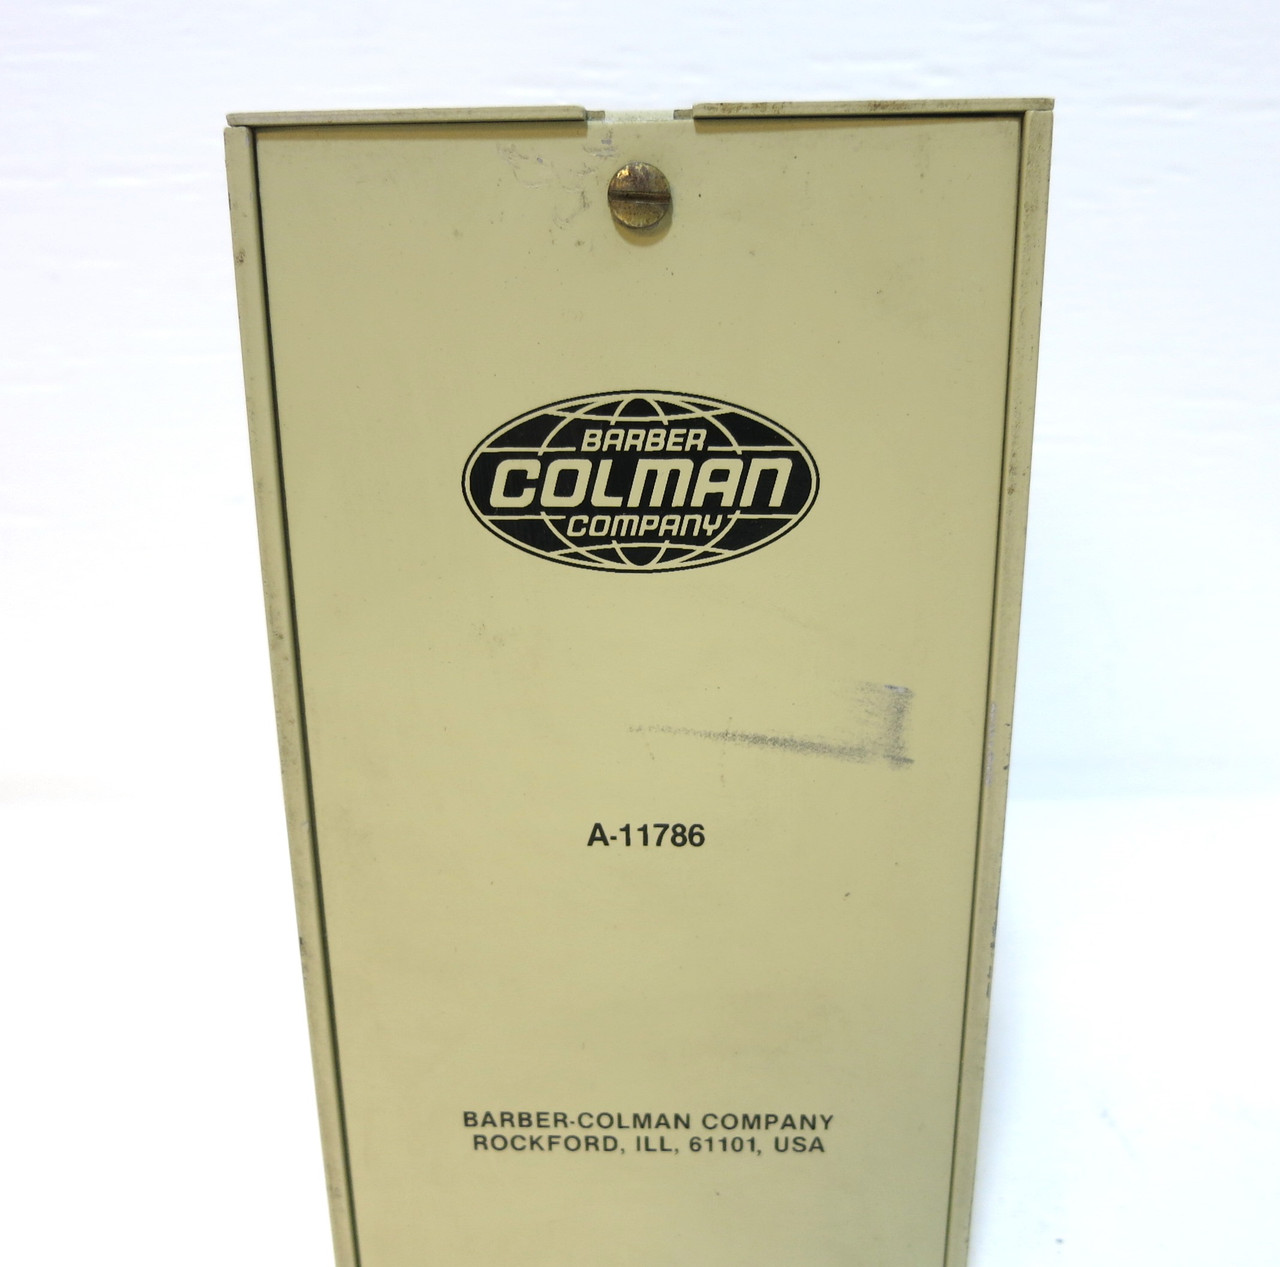 BARBER
COLMAN
COMPANY
A-11786
BARBER-COLMAN COMPANY
ROCKFORD, ILL, 61101, USA